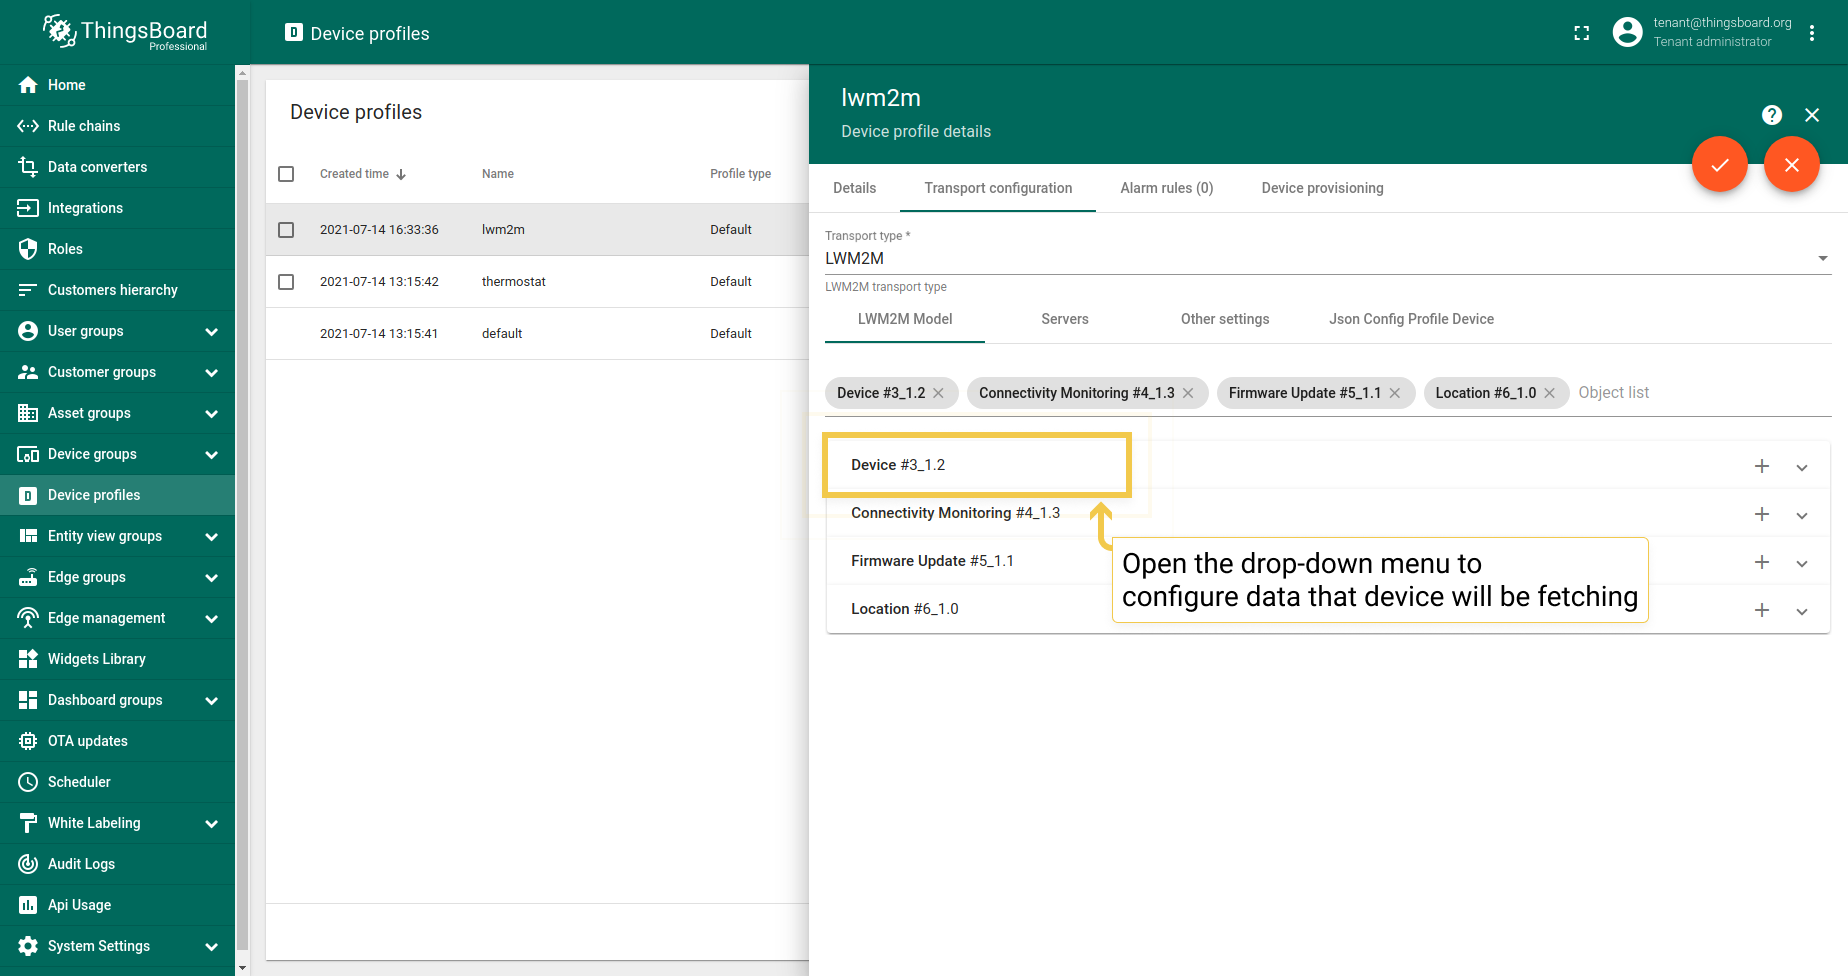 ThingsBoard
Professional
Device profiles
tenant@thingsboard.org
Tenant administrator
Home
Rule chains
Data converters
Integrations
Roles
Customers hierarchy
User groups
Customer groups
Asset groups
Device groups
Device profiles
Entity view groups
Edge groups
Edge management
Widgets Library
Dashboard groups
OTA updates
Scheduler
White Labeling
Audit Logs
Api Usage
System Settings
Device profiles
Created time Name Profile type
2021-07-14 16:33:36 lwm2m Default
2021-07-14 13:15:42 thermostat Default
2021-07-14 13:15:41 default Default
lwm2m
Device profile details
Details Transport configuration Alarm rules (0) Device provisioning
Transport type *
LWM2M
LWM2M transport type
LWM2M Model Servers Other settings Json Config Profile Device
Device #3_1.2 Connectivity Monitoring #4_1.3 Firmware Update #5_1.1 Location #6_1.0 Object list
Device #3_1.2
Connectivity Monitoring #4_1.3
Firmware Update #5_1.1
Location #6_1.0
Open the drop-down menu to
configure data that device will be fetching